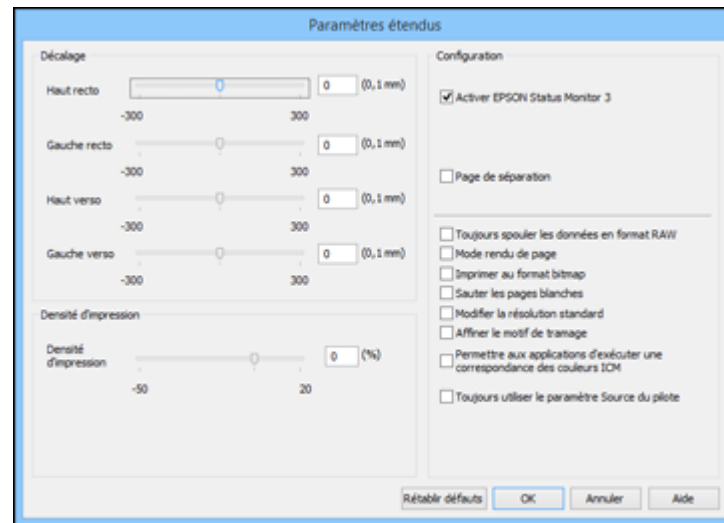 Paramètres étendus
Décalage
Haut recto 0 (0,1 mm)
-300 300
Gauche recto 0 (0,1 mm)
-300 300
Haut verso 0 (0,1 mm)
-300 300
Gauche verso 0 (0,1 mm)
-300 300
Densité d'impression
Densité
d'impression 0 (%)
-50 20
Configuration
Activer EPSON Status Monitor 3
Page de séparation
Toujours spouler les données en format RAW
Mode rendu de page
Imprimer au format bitmap
Sauter les pages blanches
Modifier la résolution standard
Affiner le motif de tramage
Permettre aux applications d'exécuter une
correspondance des couleurs ICM
Toujours utiliser le paramètre Source du pilote
Rétablir défauts OK Annuler Aide